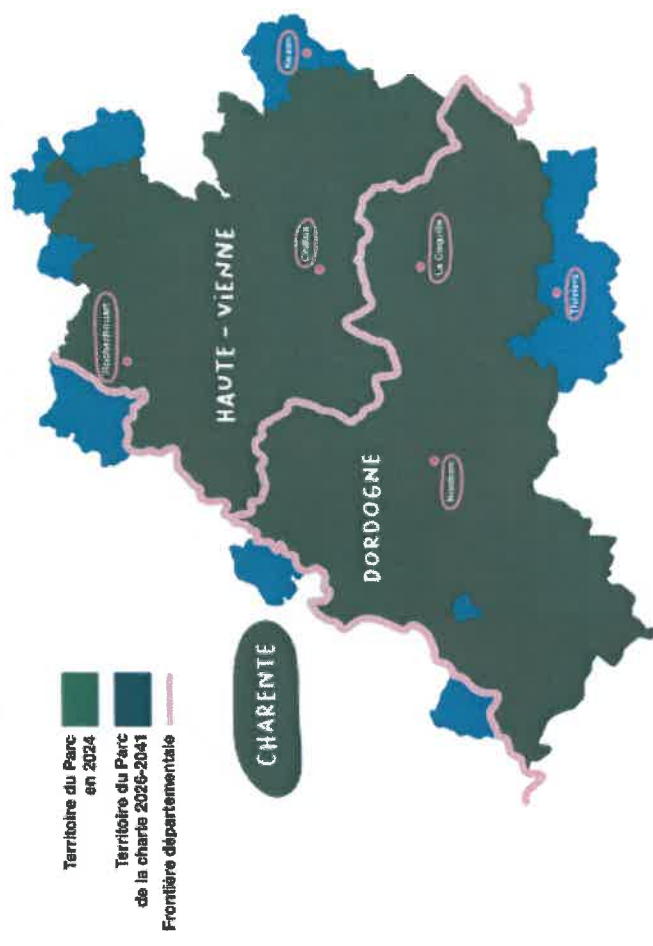 Territoire du Parc
en 2024
Territoire du Parc
de la charte 2026-2041
Frontière départementale
CHARENTE
HAUTE - ViENNE
DORDOGNE
Rochechouart
Châlus
La Coquille
Nontron
Thiviers
Nexon